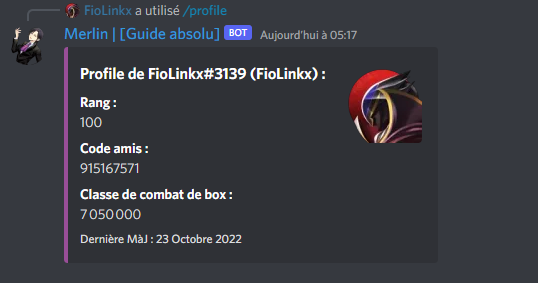 FioLinkx a utilisé /profile
Merlin | [Guide absolu] BOT Aujourd'hui à 05:17
Profile de FioLinkx#3139 (FioLinkx) :
Rang :
100
Code amis :
915167571
Classe de combat de box :
7 050 000
Dernière MàJ : 23 Octobre 2022